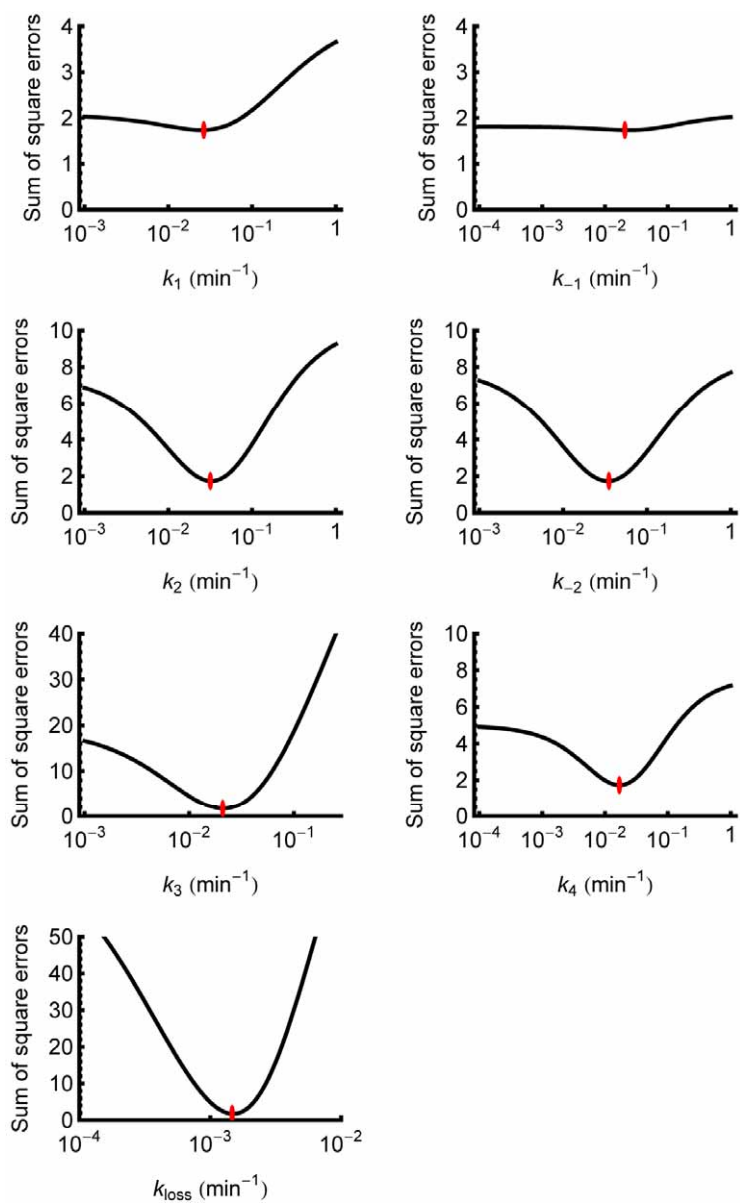 Sum of square errors
4
3
2
1
0
10⁻³ 10⁻² 10⁻¹ 1
k₁ (min⁻¹)
Sum of square errors
4
3
2
1
0
10⁻⁴ 10⁻³ 10⁻² 10⁻¹ 1
k₋₁ (min⁻¹)
Sum of square errors
10
8
6
4
2
0
10⁻³ 10⁻² 10⁻¹ 1
k₂ (min⁻¹)
Sum of square errors
10
8
6
4
2
0
10⁻³ 10⁻² 10⁻¹ 1
k₋₂ (min⁻¹)
Sum of square errors
40
30
20
10
0
10⁻³ 10⁻² 10⁻¹
k₃ (min⁻¹)
Sum of square errors
10
8
6
4
2
0
10⁻⁴ 10⁻³ 10⁻² 10⁻¹ 1
k₄ (min⁻¹)
Sum of square errors
50
40
30
20
10
0
10⁻⁴ 10⁻³ 10⁻²
k_loss (min⁻¹)